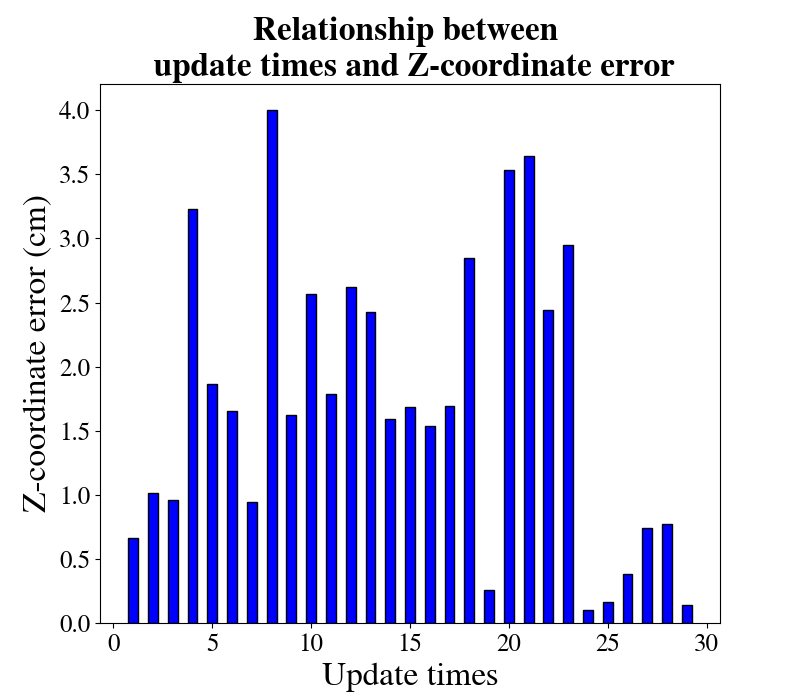 Relationship between
update times and Z-coordinate error
Z-coordinate error (cm)
4.0
3.5
3.0
2.5
2.0
1.5
1.0
0.5
0.0
0 5 10 15 20 25 30
Update times